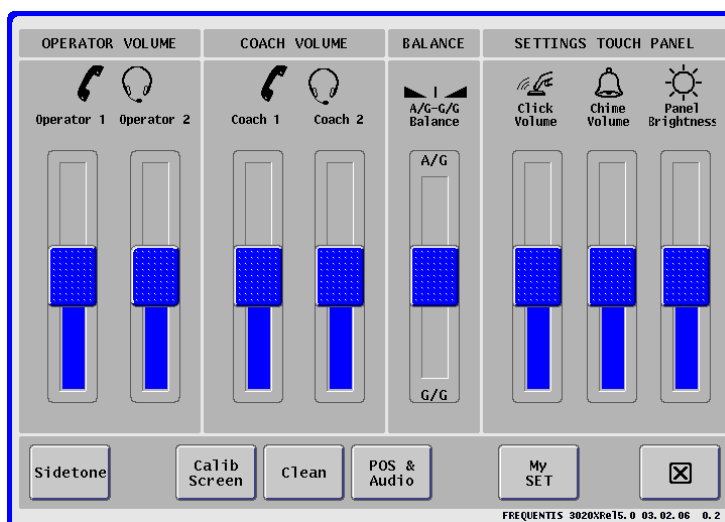 OPERATOR VOLUME
COACH VOLUME
BALANCE
SETTINGS TOUCH PANEL
Operator 1 Operator 2
Coach 1 Coach 2
A/G-G/G
Balance
Click
Volume
Chime
Volume
Panel
Brightness
A/G
G/G
Sidetone
Calib
Screen
Clean
POS &
Audio
My
SET
FREQUENTIS 3020XRel5.0 03.02.06 0.2